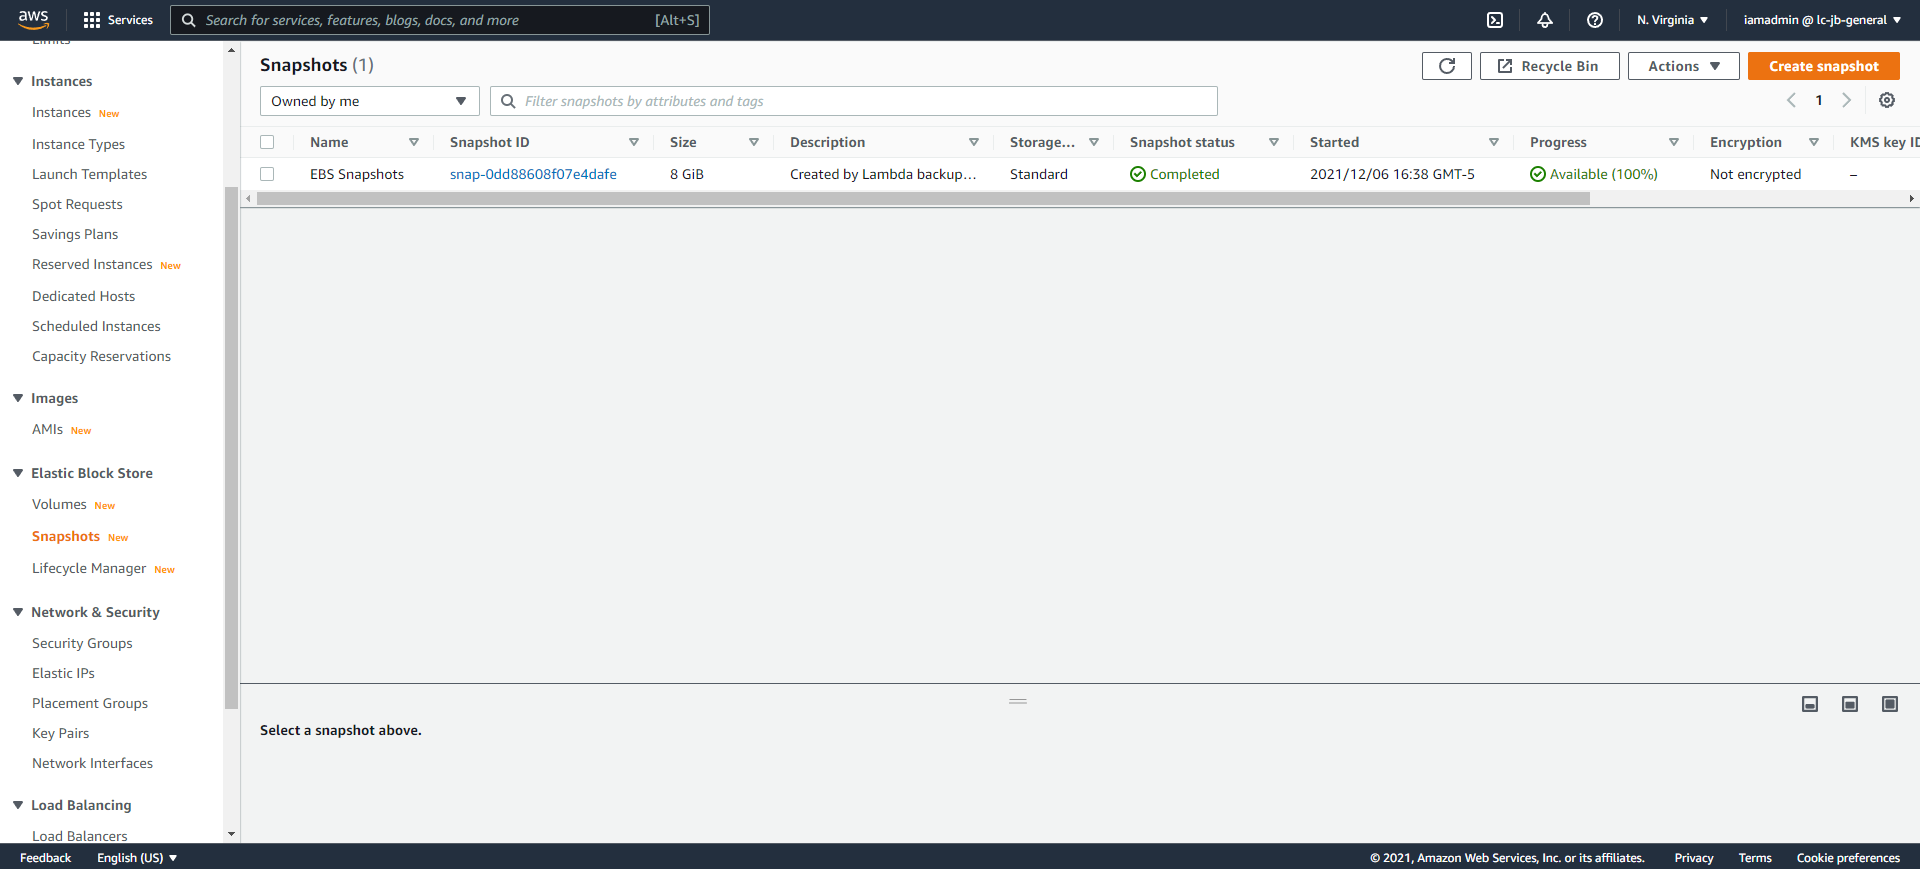 aws
Services
Search for services, features, blogs, docs, and more
[Alt+S]
N. Virginia
iamadmin @ lc-jb-general
Limits
Instances
Instances New
Instance Types
Launch Templates
Spot Requests
Savings Plans
Reserved Instances New
Dedicated Hosts
Scheduled Instances
Capacity Reservations
Images
AMIs New
Elastic Block Store
Volumes New
Snapshots New
Lifecycle Manager New
Network & Security
Security Groups
Elastic IPs
Placement Groups
Key Pairs
Network Interfaces
Load Balancing
Load Balancers
Snapshots (1)
Recycle Bin
Actions
Create snapshot
Owned by me
Filter snapshots by attributes and tags
1
Name Snapshot ID Size Description Storage... Snapshot status Started Progress Encryption KMS key ID
EBS Snapshots snap-0dd88608f07e4dafe 8 GiB Created by Lambda backup... Standard Completed 2021/12/06 16:38 GMT-5 Available (100%) Not encrypted –
Select a snapshot above.
Feedback English (US) © 2021, Amazon Web Services, Inc. or its affiliates. Privacy Terms Cookie preferences